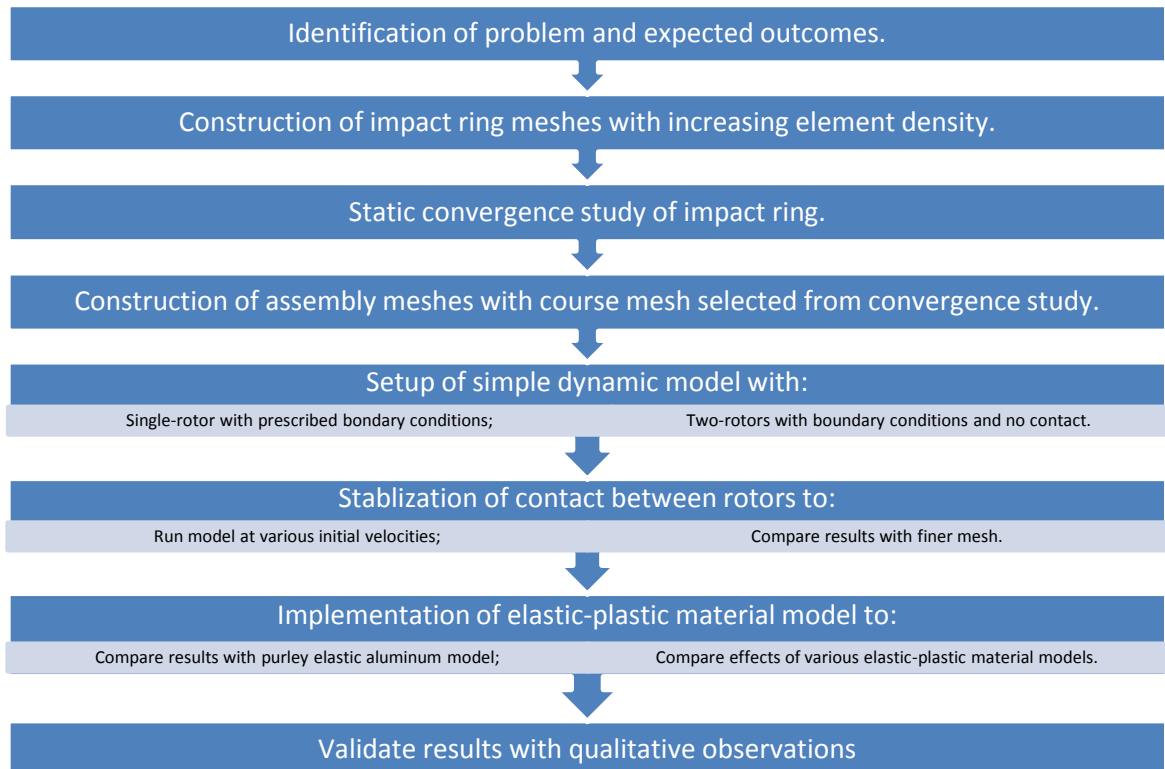 Identification of problem and expected outcomes.
Construction of impact ring meshes with increasing element density.
Static convergence study of impact ring.
Construction of assembly meshes with course mesh selected from convergence study.
Setup of simple dynamic model with:
Single-rotor with prescribed bondary conditions;
Two-rotors with boundary conditions and no contact.
Stablization of contact between rotors to:
Run model at various initial velocities;
Compare results with finer mesh.
Implementation of elastic-plastic material model to:
Compare results with purley elastic aluminum model;
Compare effects of various elastic-plastic material models.
Validate results with qualitative observations